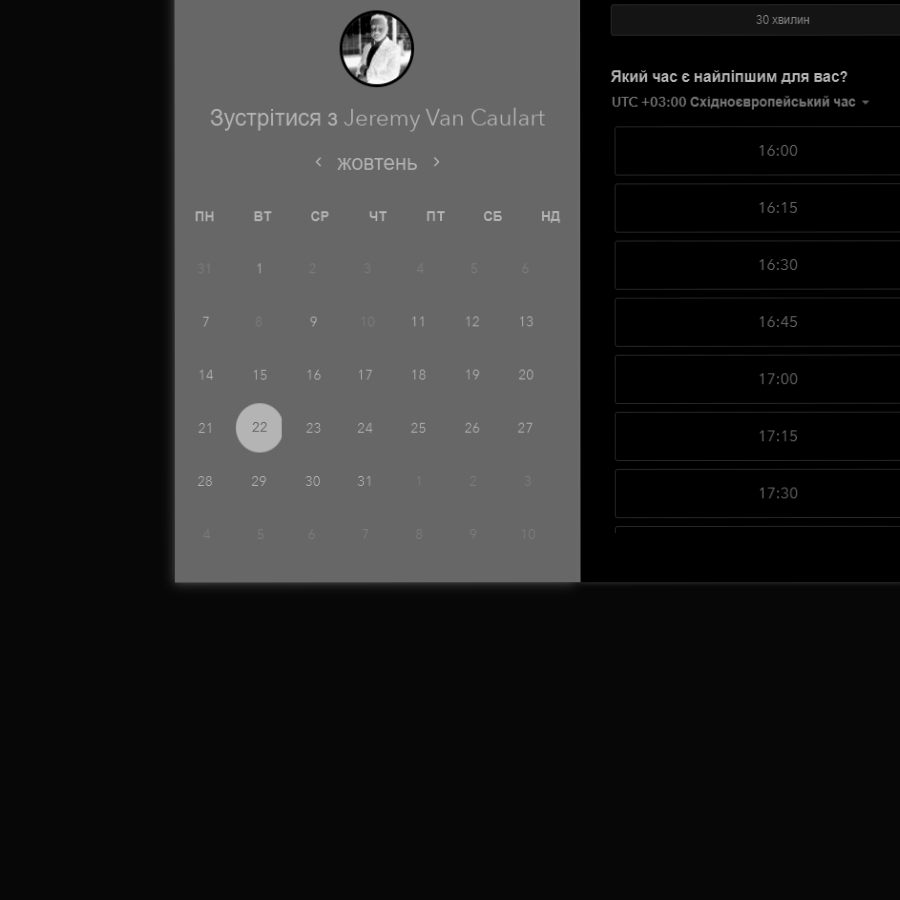 Зустрітися з Jeremy Van Caulart
жовтень
ПН ВТ СР ЧТ ПТ СБ НД
31 1 2 3 4 5 6
7 8 9 10 11 12 13
14 15 16 17 18 19 20
21 22 23 24 25 26 27
28 29 30 31 1 2 3
4 5 6 7 8 9 10
30 хвилин
Який час є найліпшим для вас?
UTC +03:00 Східноєвропейський час
16:00
16:15
16:30
16:45
17:00
17:15
17:30